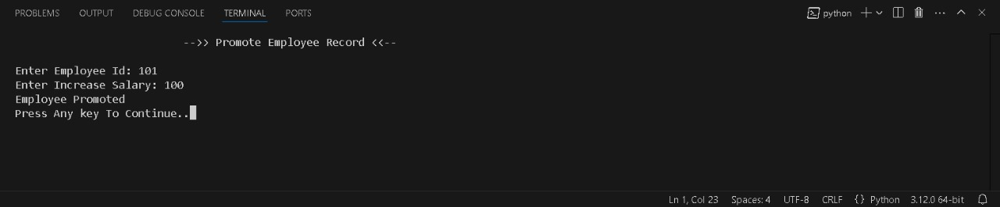 PROBLEMS OUTPUT DEBUG CONSOLE TERMINAL PORTS python
-->> Promote Employee Record <<--
Enter Employee Id: 101
Enter Increase Salary: 100
Employee Promoted
Press Any key To Continue..
Ln 1, Col 23 Spaces: 4 UTF-8 CRLF {} Python 3.12.0 64-bit